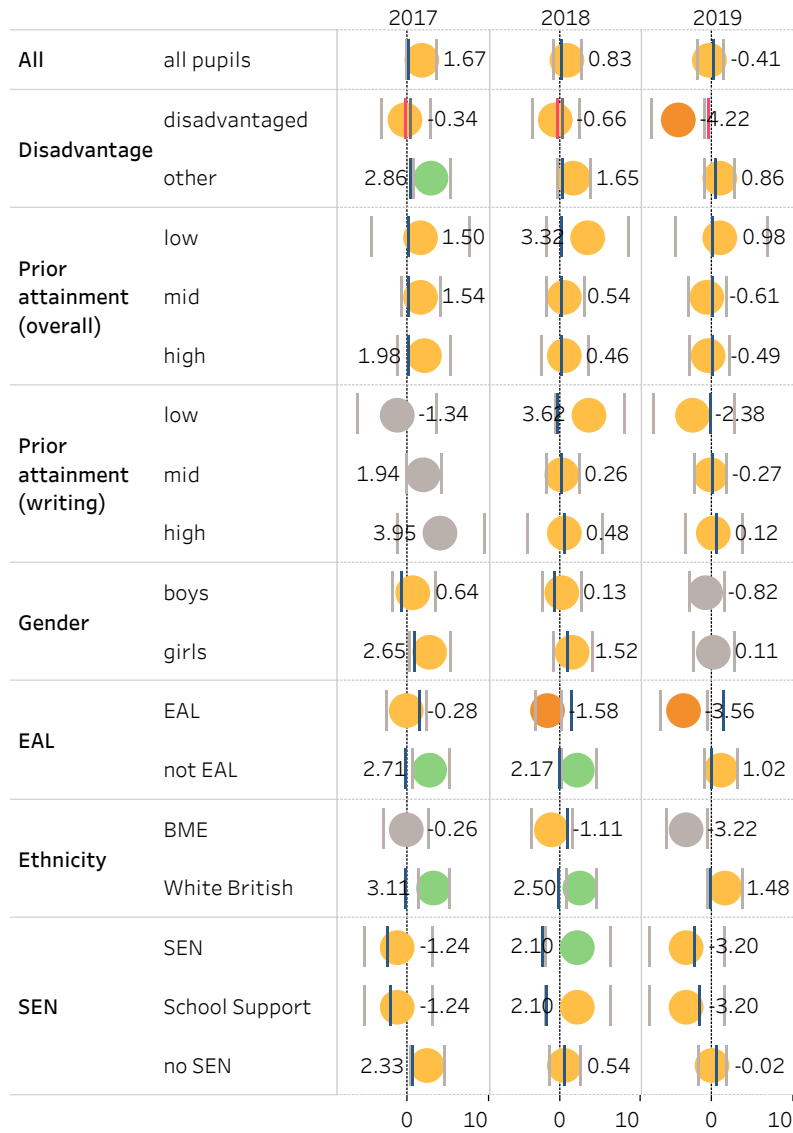 2017 2018 2019
All all pupils 1.67 0.83 -0.41
Disadvantage
disadvantaged -0.34 -0.66 -4.22
other 2.86 1.65 0.86
Prior
attainment
(overall)
low 1.50 3.32 0.98
mid 1.54 0.54 -0.61
high 1.98 0.46 -0.49
Prior
attainment
(writing)
low -1.34 3.62 -2.38
mid 1.94 0.26 -0.27
high 3.95 0.48 0.12
Gender
boys 0.64 0.13 -0.82
girls 2.65 1.52 0.11
EAL
EAL -0.28 -1.58 -3.56
not EAL 2.71 2.17 1.02
Ethnicity
BME -0.26 -1.11 -3.22
White British 3.11 2.50 1.48
SEN
SEN -1.24 2.10 -3.20
School Support -1.24 2.10 -3.20
no SEN 2.33 0.54 -0.02
0 10 0 10 0 10